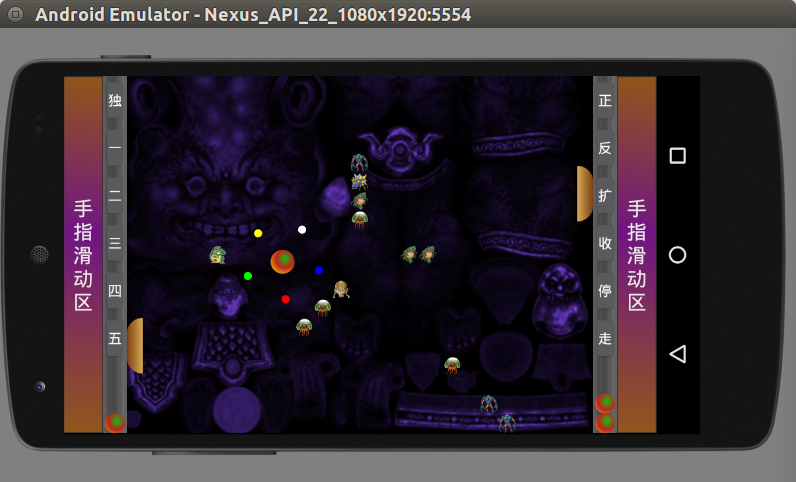 Android Emulator - Nexus_API_22_1080x1920:5554
手指滑动区
独
一
二
三
四
五
正
反
扩
收
停
走
手指滑动区